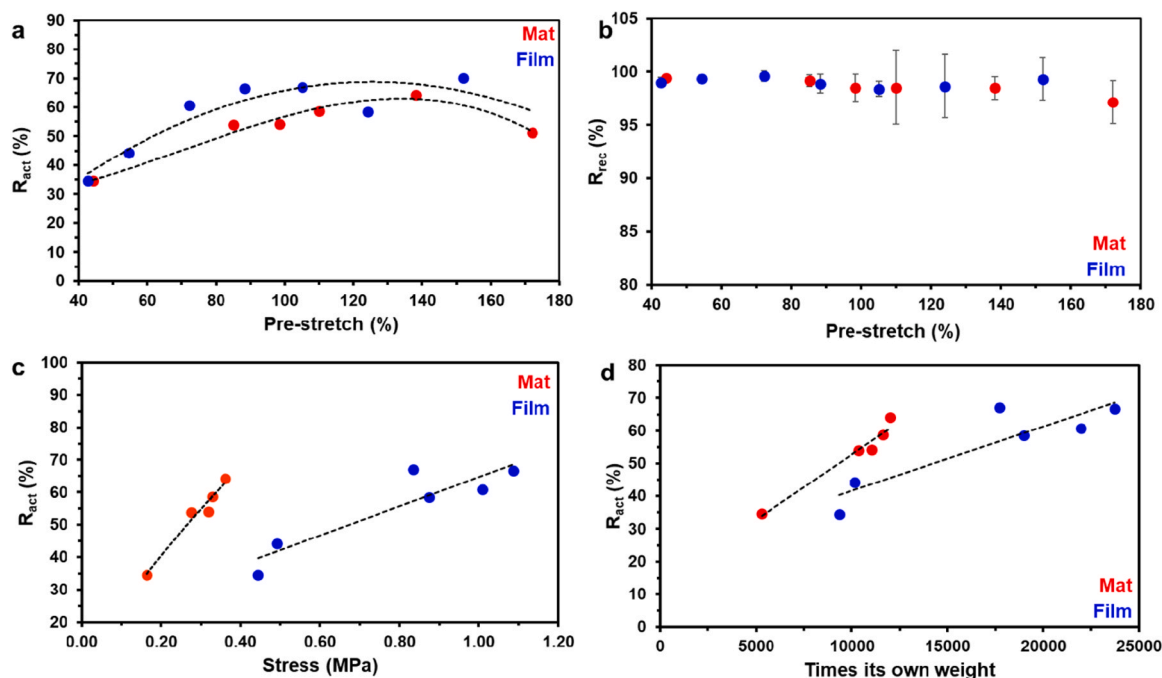 a
Mat
Film
90
80
70
60
50
40
30
20
10
0
R_act (%)
40 60 80 100 120 140 160 180
Pre-stretch (%)
b
105
100
95
90
85
80
R_rec (%)
Mat
Film
40 60 80 100 120 140 160 180
Pre-stretch (%)
c
Mat
Film
100
90
80
70
60
50
40
30
20
R_act (%)
0.00 0.20 0.40 0.60 0.80 1.00 1.20
Stress (MPa)
d
80
70
60
50
40
30
20
10
0
R_act (%)
Mat
Film
0 5000 10000 15000 20000 25000
Times its own weight